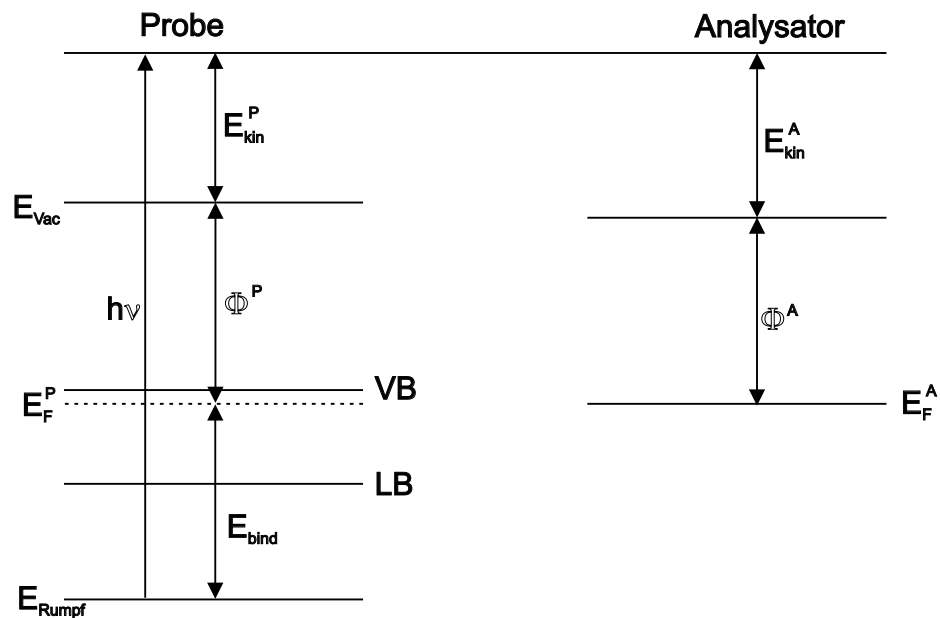 Probe
Analysator
E_kin^P
E_kin^A
E_Vac
hν
Φ^P
Φ^A
VB
E_F^P
E_F^A
LB
E_bind
E_Rumpf